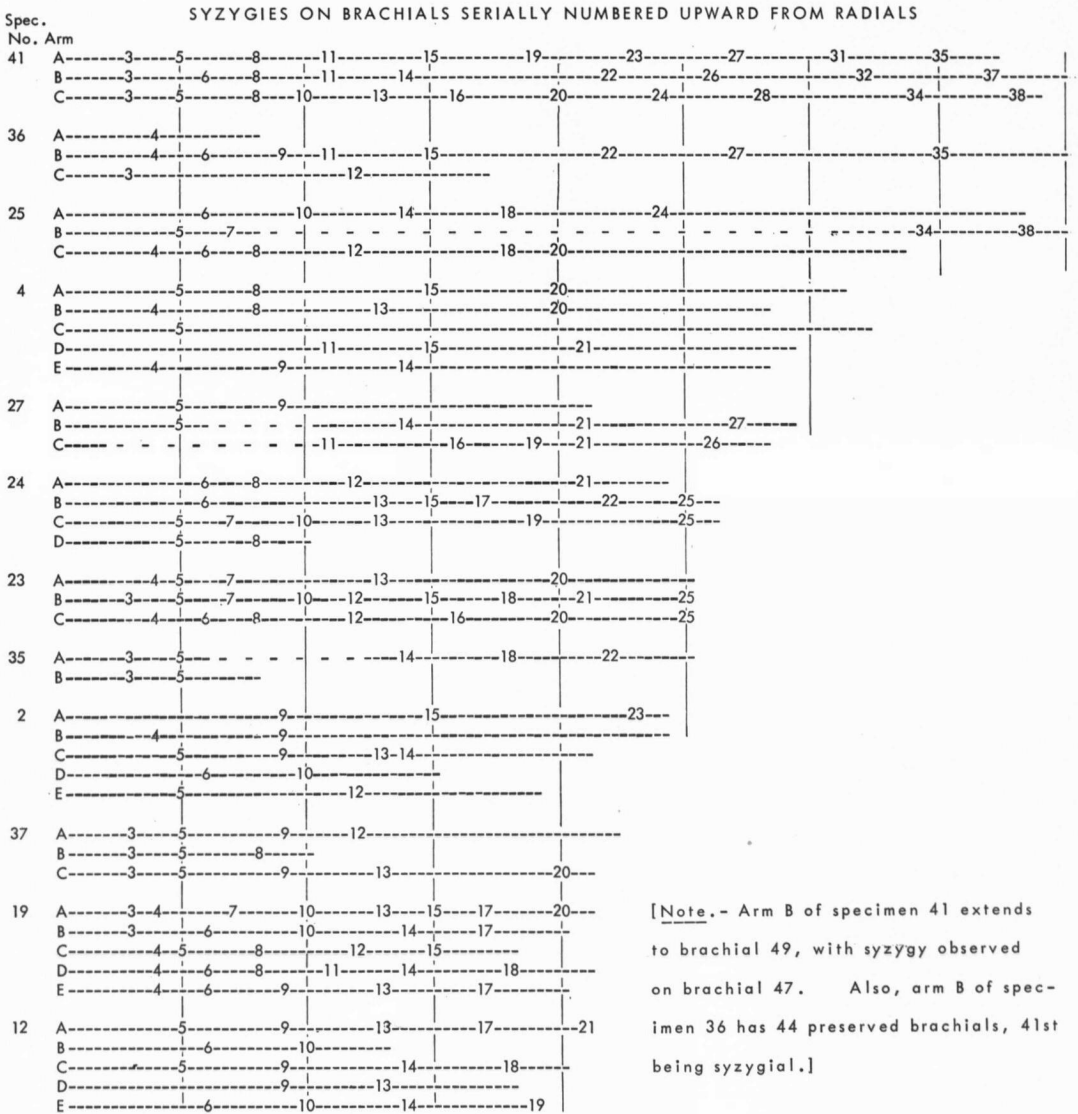 SYZYGIES ON BRACHIALS SERIALLY NUMBERED UPWARD FROM RADIALS
Spec.
No. Arm
41 A-------3----5------8------11--------15---------19--------23--------27--------31--------35------
B-------3------6----8------11------14----------------22--------26--------------32----------37------
C-------3----5------8----10------13------16--------20--------24--------28--------------34--------38--
36 A---------4----------
B---------4----6------9----11--------15----------------22----------27------------------35----------
C-------3------------------12----------
25 A-------------6--------10--------14--------18------------24--------------------------
B-----------5----7-- - - - - - - - - - - - - - - - - - - - - - -------34--------38--
C---------4----6----8--------12------------18----20--------------------------
4 A-----------5------8--------------15----------20----------------------
B---------4--------8----------13--------------20----------------
C-----------5------------------------------------------------------
D-----------------------11--------15------------21----------------
E---------4----------9----------14----------------------------
27 A-----------5--------9------------------------
B-----------5-- - - - - ------14--------------21------------27-----
C----- - - - - - - - ---11----------16------19----21----------26-----
24 A-------------6----8--------12------------------21-------
B-------------6--------------13----15----17----------22------25---
C-----------5----7------10------13------------19------------25---
D-----------5------8-----
23 A---------4--5----7------------13--------------20----------
B-------3----5----7------10----12------15------18------21--------25
C---------4----6----8--------12--------16--------20----------25
35 A-------3----5-- - - - - - - -----14--------18--------22-------
B-------3----5-------
2 A---------------------9------------15----------------23---
B--------4----------9------------------------------
C-----------5--------9--------13-14--------------
D-------------6--------10----------
E-----------5--------------12--------------
37 A-------3----5--------9------12--------------------
B-------3----5------8-----
C-------3----5--------9--------13--------------20---
19 A-------3--4------7------10------13----15----17------20---
B-------3------6--------10--------14------17-------
C---------4--5------8--------12------15-------
D---------4----6----8------11------14--------18-------
E---------4----6------9--------13--------17-------
12 A-----------5--------9--------13--------17--------21
B-------------6--------10-------
C-----------5--------9----------14--------18---
D---------------------9--------13-----------
E-------------6--------10--------14----------19
[Note.- Arm B of specimen 41 extends
to brachial 49, with syzygy observed
on brachial 47. Also, arm B of spec-
imen 36 has 44 preserved brachials, 41st
being syzygial.]